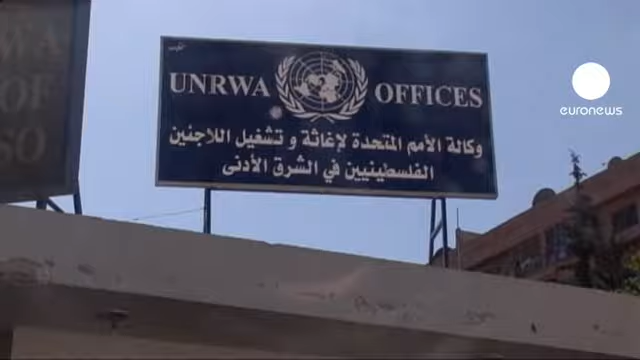 UNRWA OFFICES
وكالة الأمم المتحدة لإغاثة و تشغيل اللاجئين
الفلسطينيين في الشرق الأدنى
euronews